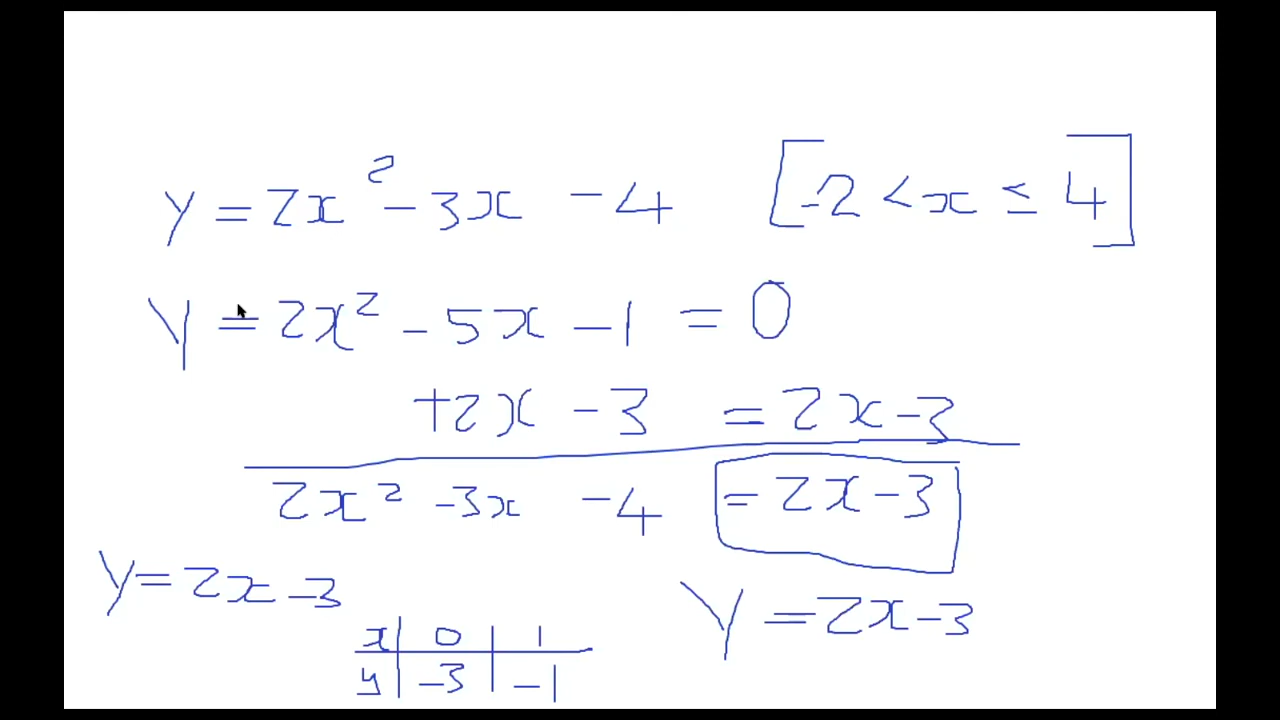 y = 2x² - 3x - 4 [-2 < x ≤ 4]
y = 2x² - 5x - 1 = 0
+2x - 3 = 2x - 3
2x² - 3x - 4 = 2x - 3
y = 2x - 3
y = 2x - 3
x | 0 | 1
y | -3 | -1